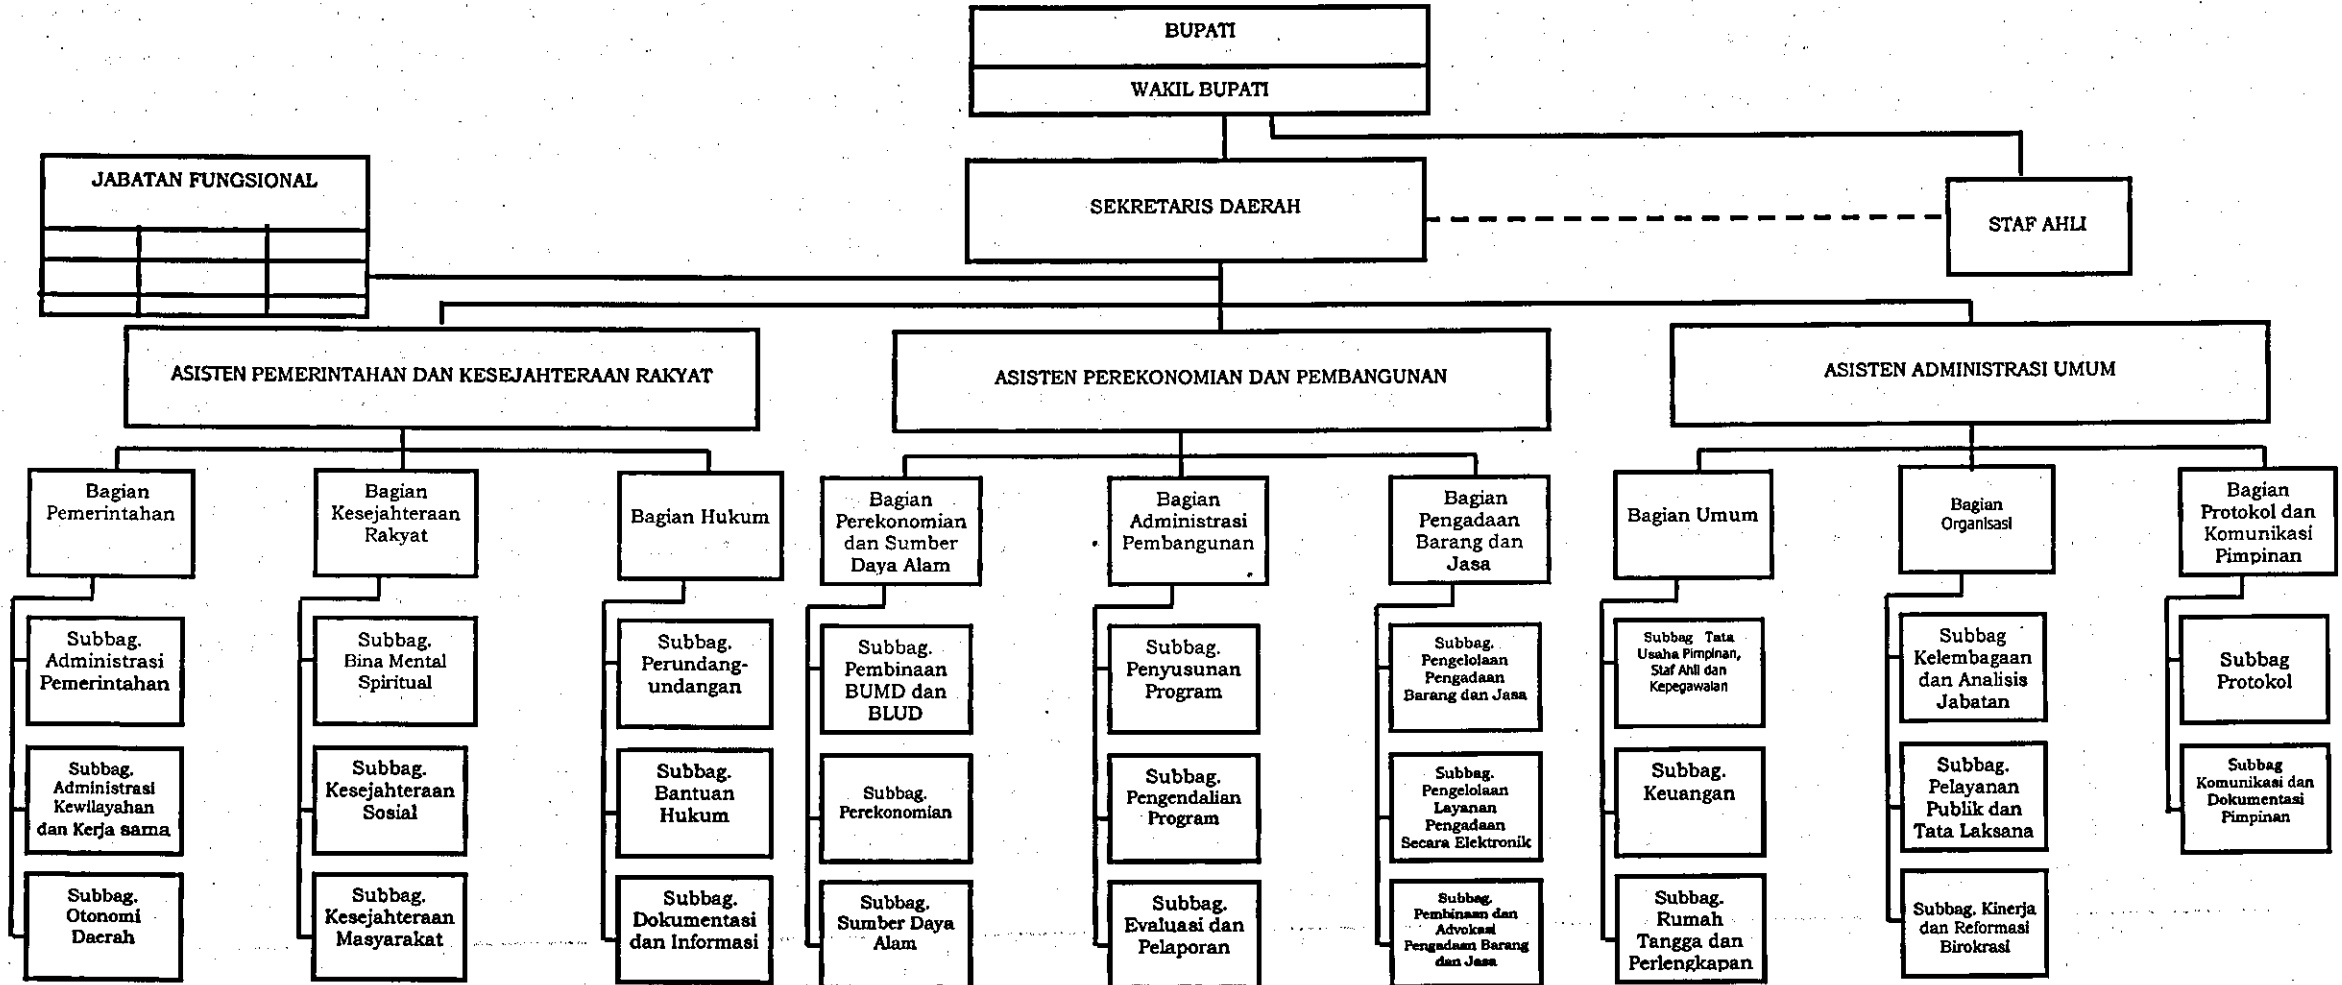 BUPATI
WAKIL BUPATI
JABATAN FUNGSIONAL
SEKRETARIS DAERAH
STAF AHLI
ASISTEN PEMERINTAHAN DAN KESEJAHTERAAN RAKYAT
ASISTEN PEREKONOMIAN DAN PEMBANGUNAN
ASISTEN ADMINISTRASI UMUM
Bagian
Pemerintahan
Bagian
Kesejahteraan
Rakyat
Bagian Hukum
Bagian
Perekonomian
dan Sumber
Daya Alam
Bagian
Administrasi
Pembangunan
Bagian
Pengadaan
Barang dan
Jasa
Bagian Umum
Bagian
Organisasi
Bagian
Protokol dan
Komunikasi
Pimpinan
Subbag.
Administrasi
Pemerintahan
Subbag.
Bina Mental
Spiritual
Subbag.
Perundang-
undangan
Subbag.
Pembinaan
BUMD dan
BLUD
Subbag.
Penyusunan
Program
Subbag.
Pengelolaan
Pengadaan
Barang dan Jasa
Subbag Tata
Usaha Pimpinan,
Staf Ahli dan
Kepegawaian
Subbag
Kelembagaan
dan Analisis
Jabatan
Subbag
Protokol
Subbag.
Administrasi
Kewilayahan
dan Kerja sama
Subbag.
Kesejahteraan
Sosial
Subbag.
Bantuan
Hukum
Subbag.
Perekonomian
Subbag.
Pengendalian
Program
Subbag.
Pengelolaan
Layanan
Pengadaan
Secara Elektronik
Subbag.
Keuangan
Subbag.
Pelayanan
Publik dan
Tata Laksana
Subbag
Komunikasi dan
Dokumentasi
Pimpinan
Subbag.
Otonomi
Daerah
Subbag.
Kesejahteraan
Masyarakat
Subbag.
Dokumentasi
dan Informasi
Subbag.
Sumber Daya
Alam
Subbag.
Evaluasi dan
Pelaporan
Subbag.
Pembinaan dan
Advokasi
Pengadaan Barang
dan Jasa
Subbag.
Rumah
Tangga dan
Perlengkapan
Subbag. Kinerja
dan Reformasi
Birokrasi